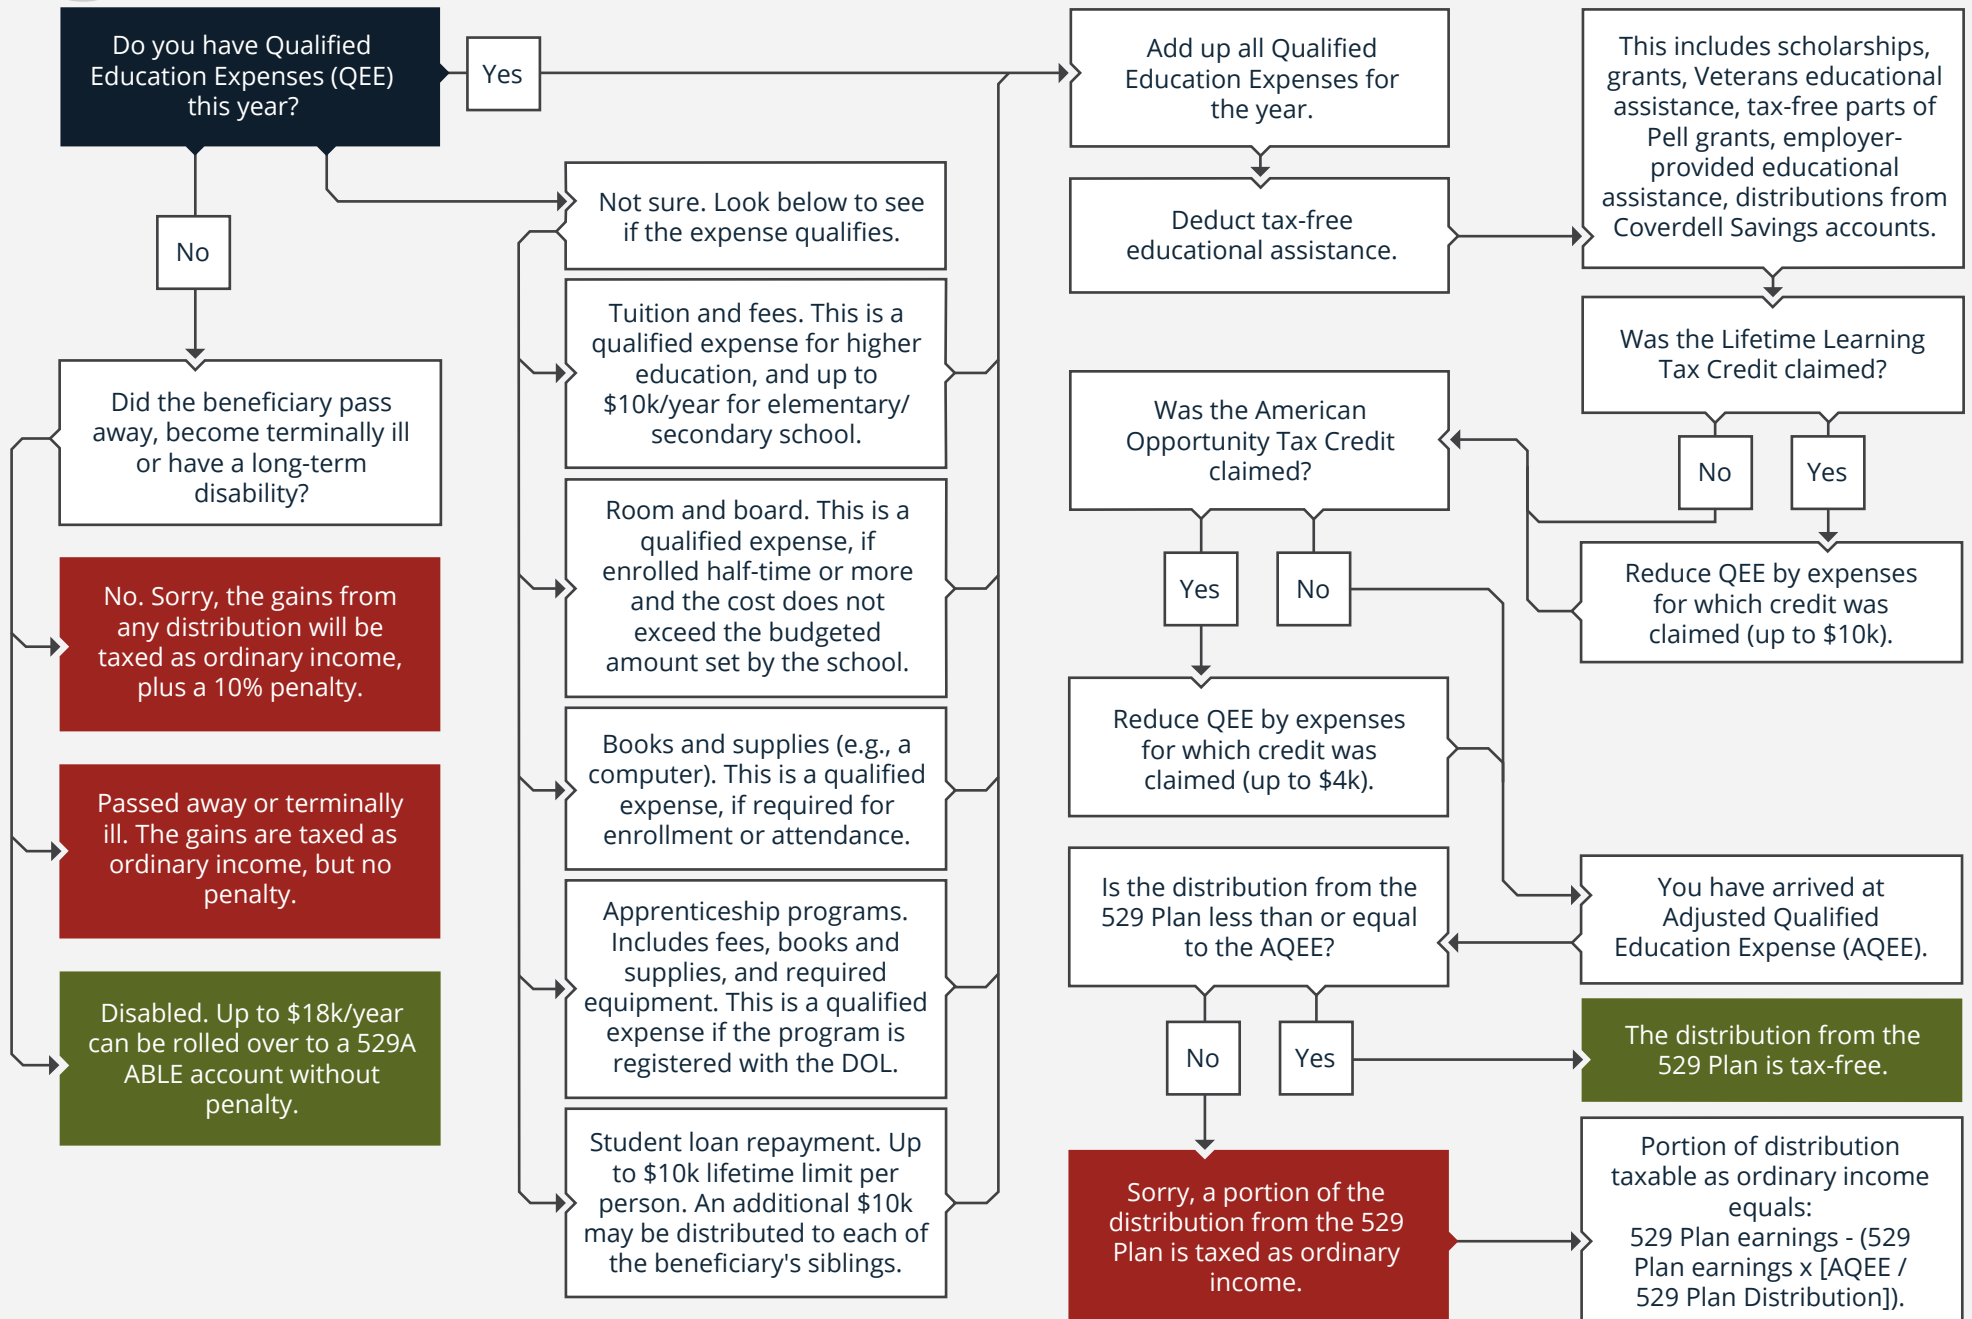 Do you have Qualified
Education Expenses (QEE)
this year?
Yes
No
Did the beneficiary pass
away, become terminally ill
or have a long-term
disability?
No. Sorry, the gains from
any distribution will be
taxed as ordinary income,
plus a 10% penalty.
Passed away or terminally
ill. The gains are taxed as
ordinary income, but no
penalty.
Disabled. Up to $18k/year
can be rolled over to a 529A
ABLE account without
penalty.
Not sure. Look below to see
if the expense qualifies.
Tuition and fees. This is a
qualified expense for higher
education, and up to
$10k/year for elementary/
secondary school.
Room and board. This is a
qualified expense, if
enrolled half-time or more
and the cost does not
exceed the budgeted
amount set by the school.
Books and supplies (e.g., a
computer). This is a qualified
expense, if required for
enrollment or attendance.
Apprenticeship programs.
Includes fees, books and
supplies, and required
equipment. This is a qualified
expense if the program is
registered with the DOL.
Student loan repayment. Up
to $10k lifetime limit per
person. An additional $10k
may be distributed to each of
the beneficiary's siblings.
Add up all Qualified
Education Expenses for
the year.
Deduct tax-free
educational assistance.
This includes scholarships,
grants, Veterans educational
assistance, tax-free parts of
Pell grants, employer-
provided educational
assistance, distributions from
Coverdell Savings accounts.
Was the Lifetime Learning
Tax Credit claimed?
No
Yes
Reduce QEE by expenses
for which credit was
claimed (up to $10k).
Was the American
Opportunity Tax Credit
claimed?
Yes
No
Reduce QEE by expenses
for which credit was
claimed (up to $4k).
You have arrived at
Adjusted Qualified
Education Expense (AQEE).
Is the distribution from the
529 Plan less than or equal
to the AQEE?
No
Yes
The distribution from the
529 Plan is tax-free.
Sorry, a portion of the
distribution from the 529
Plan is taxed as ordinary
income.
Portion of distribution
taxable as ordinary income
equals:
529 Plan earnings - (529
Plan earnings x [AQEE /
529 Plan Distribution]).